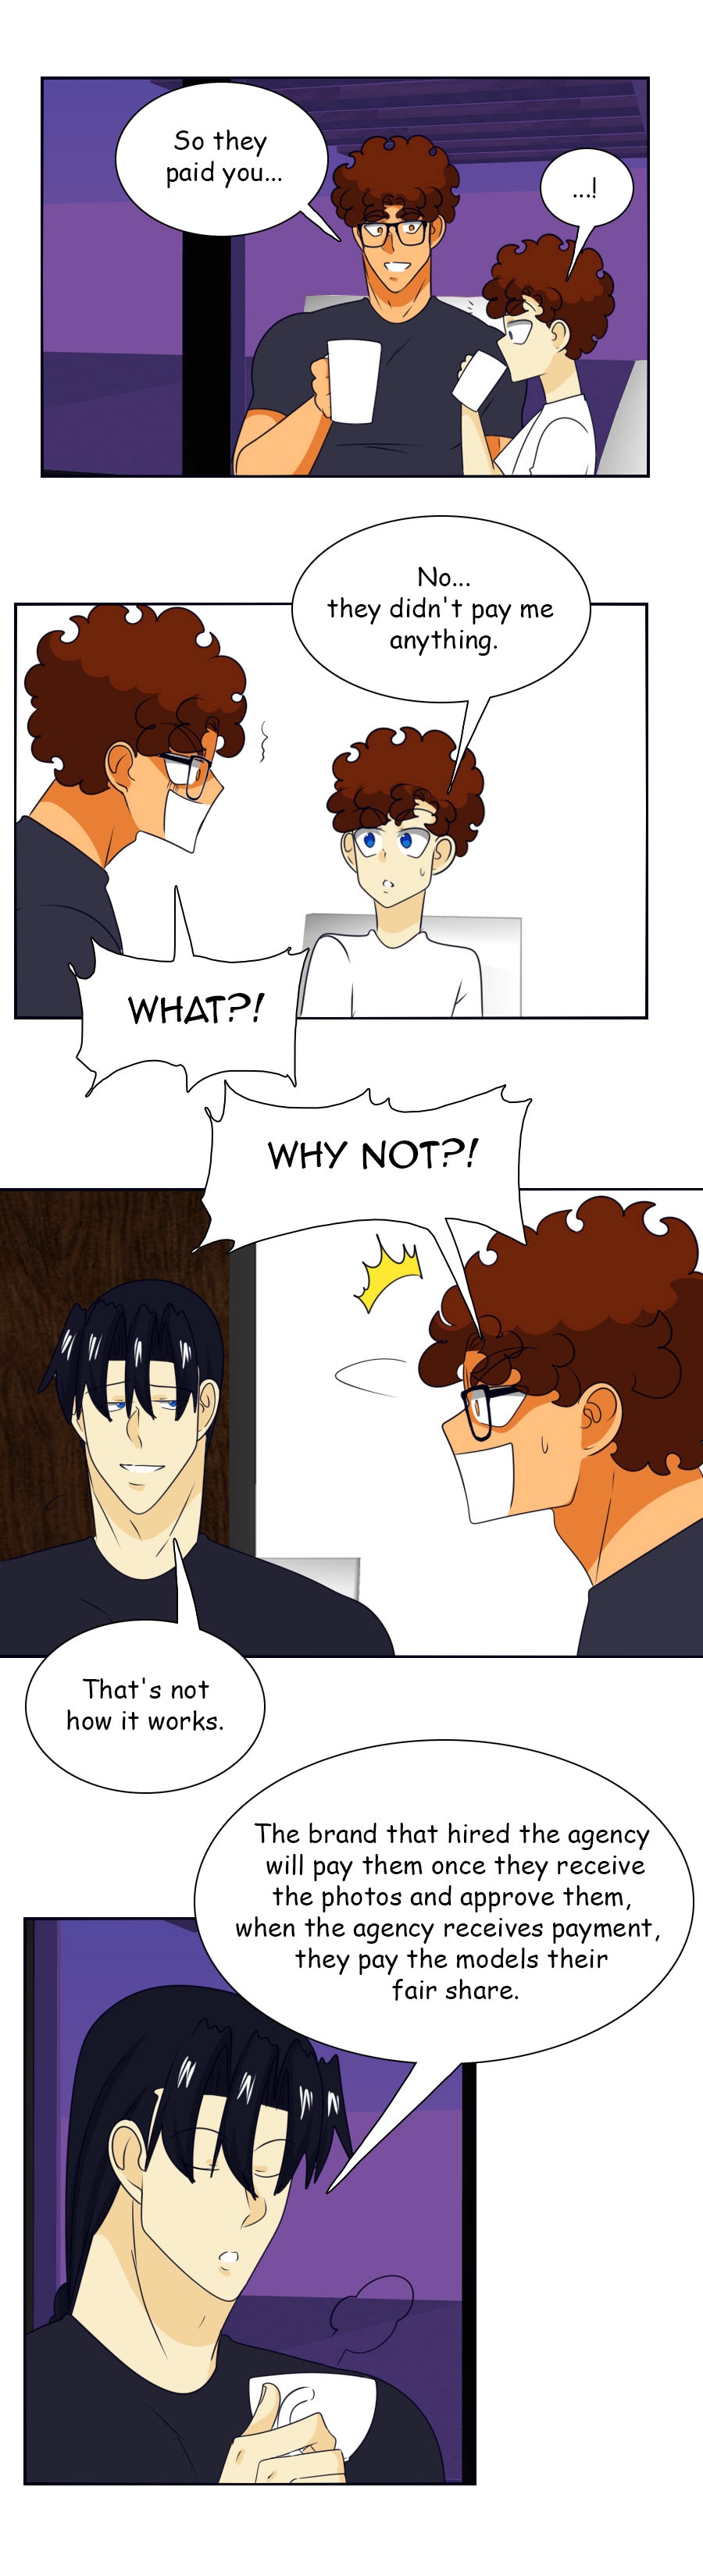 So they
paid you...
...!
No...
they didn't pay me
anything.
WHAT?!
WHY NOT?!
That's not
how it works.
The brand that hired the agency
will pay them once they receive
the photos and approve them,
when the agency receives payment,
they pay the models their
fair share.